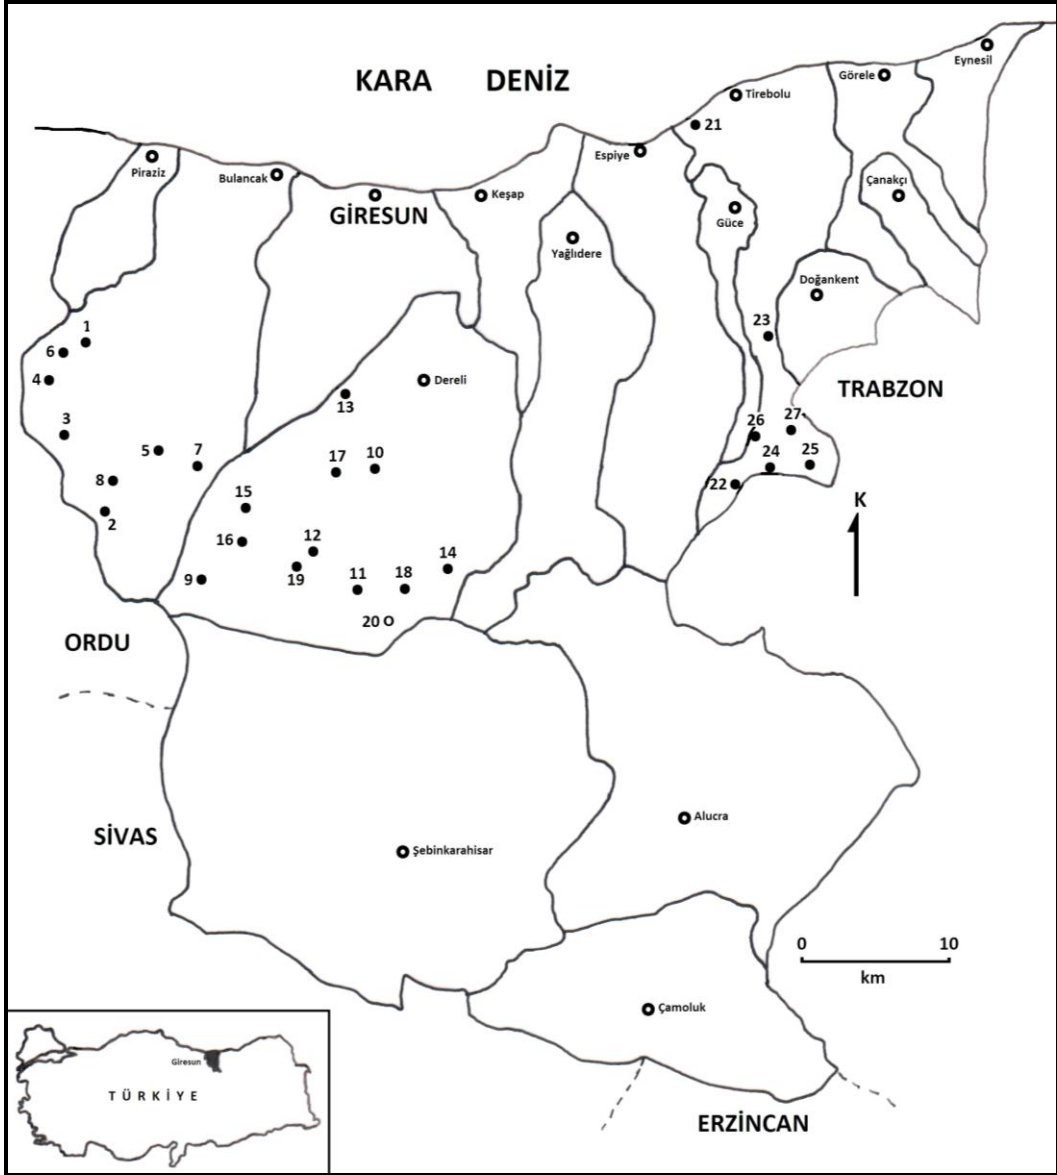 Eynesil
KARA DENİZ
Görele
Tirebolu
21
Piraziz
Bulancak
Espiye
Çanakçı
GİRESUN
Keşap
Güce
Yağlıdere
Doğankent
1
23
6
4
Dereli
TRABZON
13
3
26
27
5
7
17
10
24
25
8
22
15
K
2
12
16
14
9
19
11
18
20
ORDU
Alucra
SİVAS
Şebinkarahisar
0 10
km
Çamoluk
Giresun
TÜRKİYE
ERZİNCAN